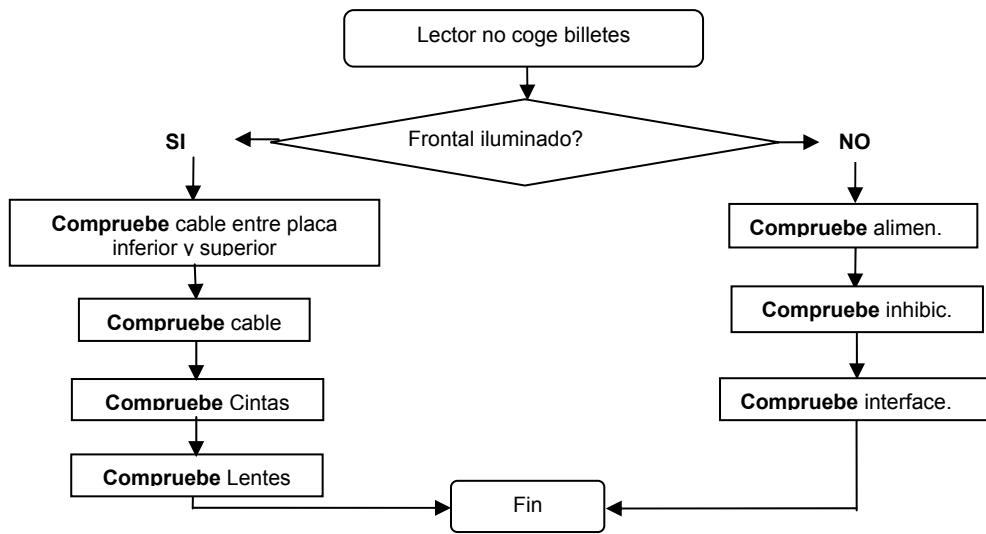 Lector no coge billetes
Frontal iluminado?
SI
NO
Compruebe cable entre placa
inferior y superior
Compruebe alimen.
Compruebe cable
Compruebe inhibic.
Compruebe Cintas
Compruebe interface.
Compruebe Lentes
Fin